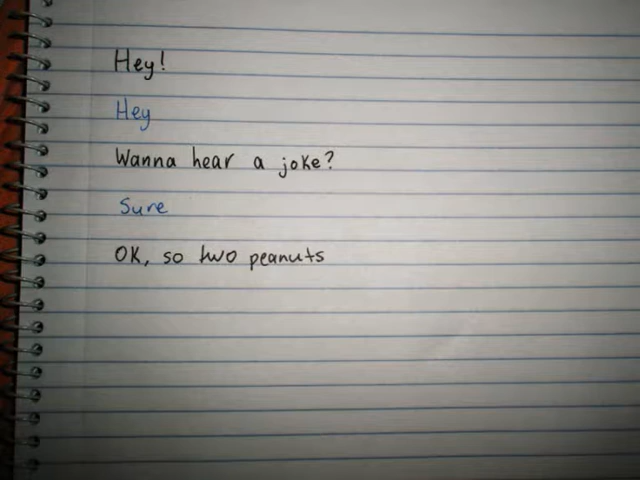 Hey!
Hey
Wanna hear a joke?
Sure
OK, so two peanuts